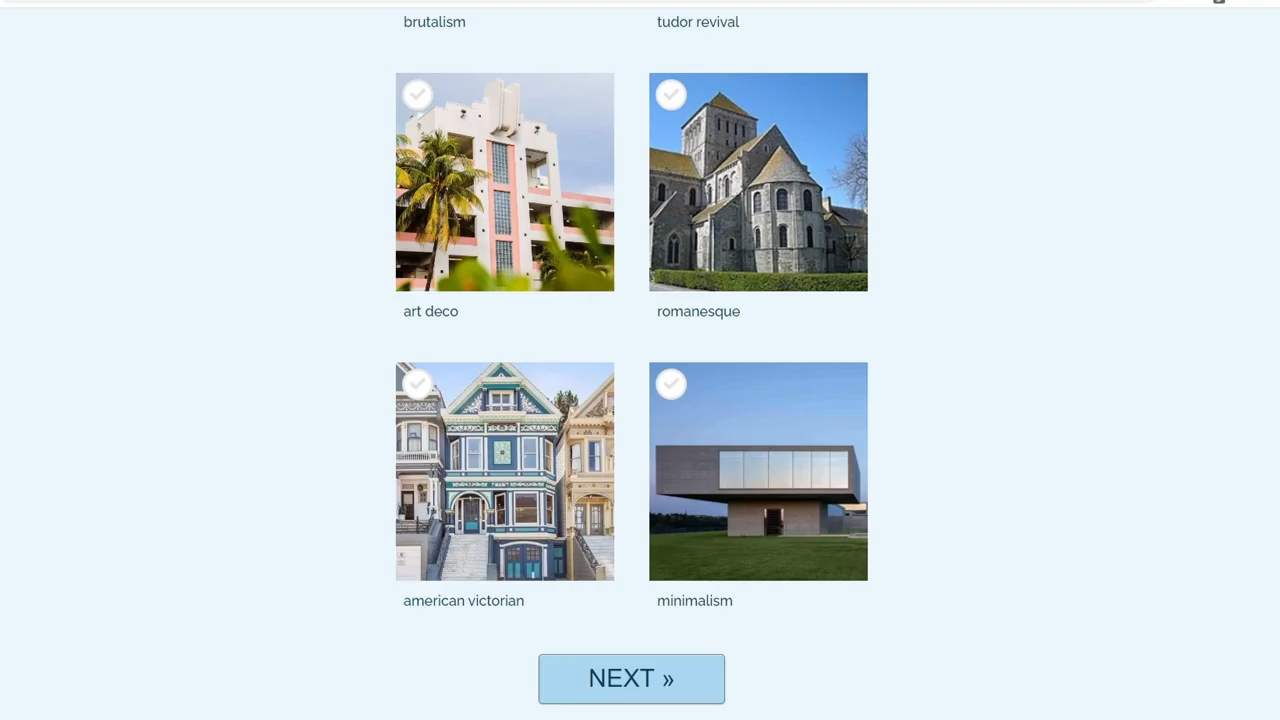 brutalism
tudor revival
art deco
romanesque
american victorian
minimalism
NEXT »